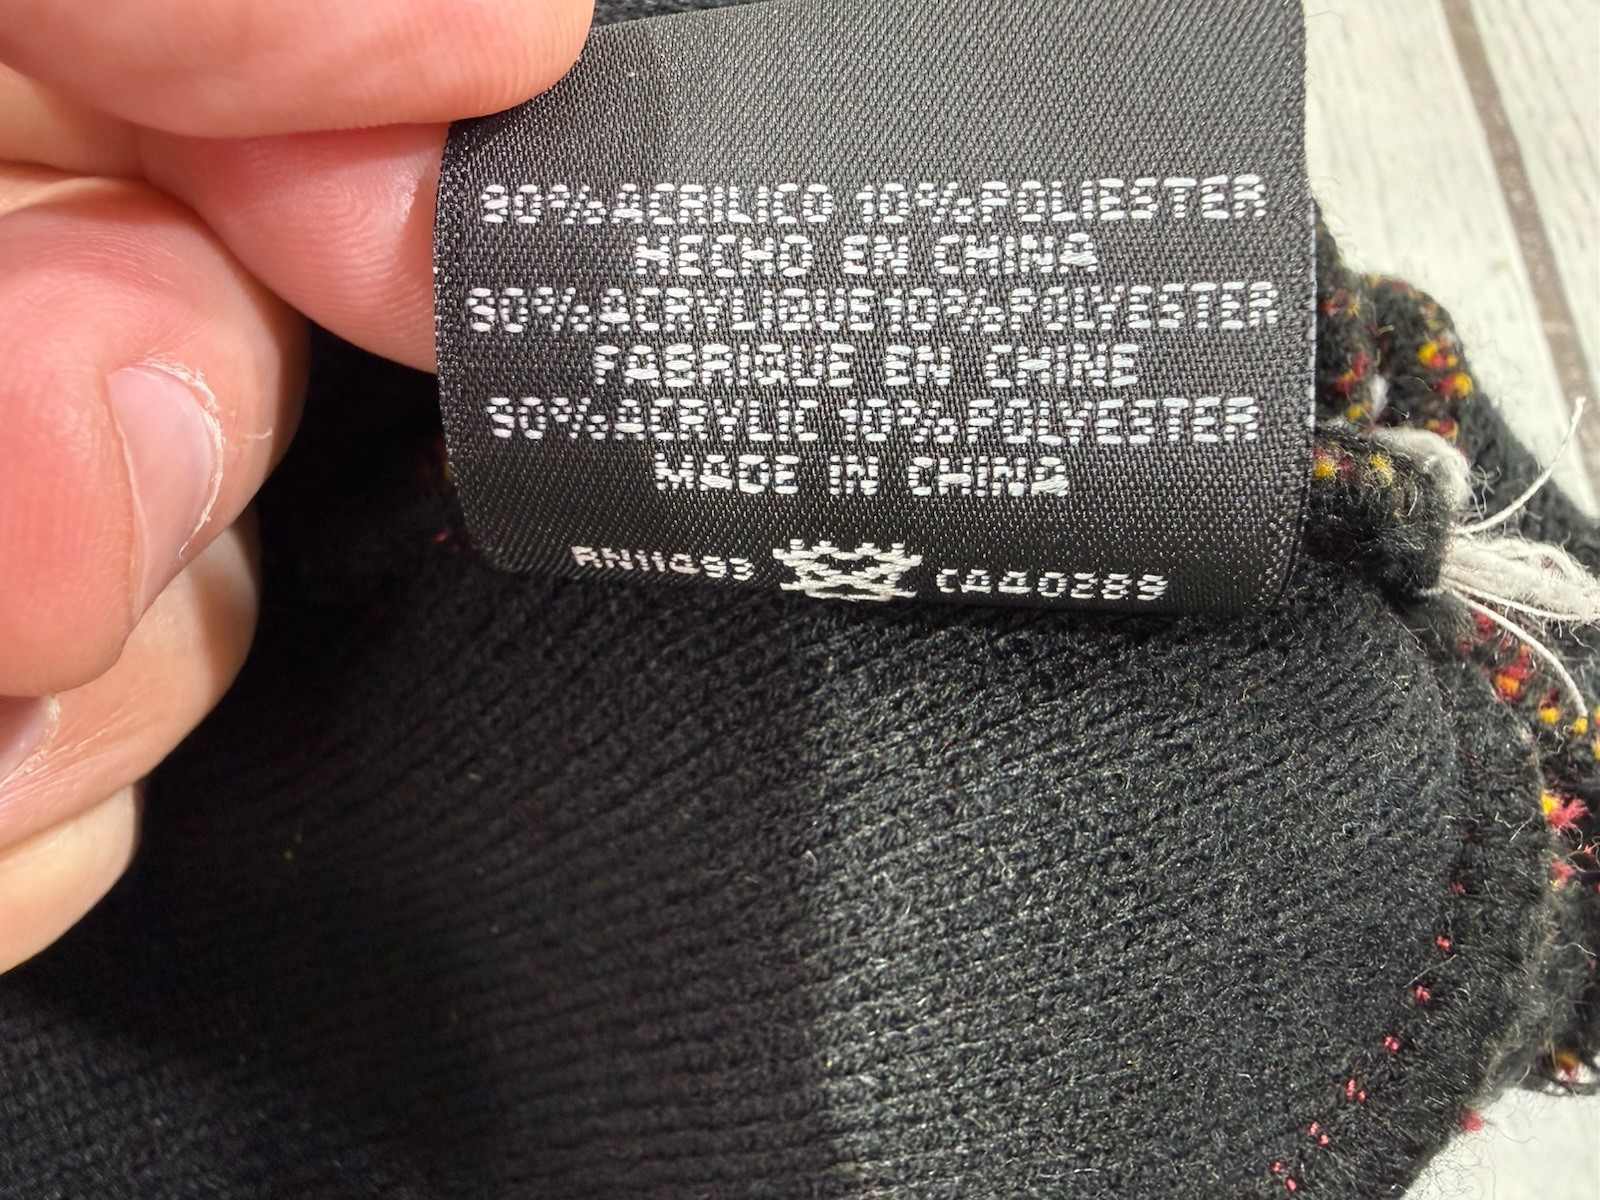 90%ACRILICO 10%POLIESTER
HECHO EN CHINA
90%ACRYLIQUE10%POLYESTER
FABRIQUE EN CHINE
90%ACRYLIC 10%POLYESTER
MADE IN CHINA
RN11493 CA40289